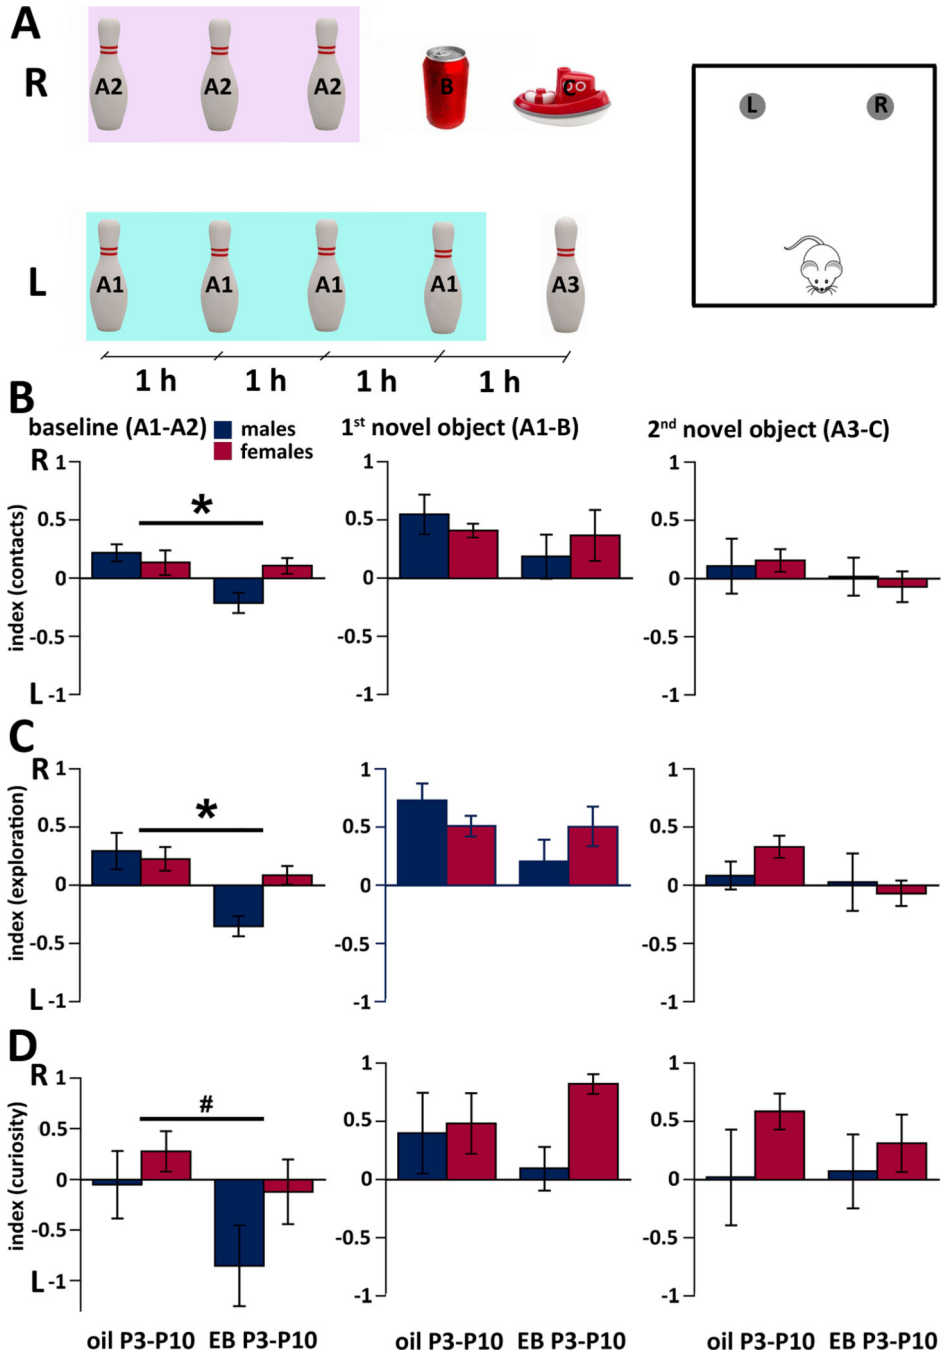 A
R
A2 A2 A2 B C
L R
L
A1 A1 A1 A1 A3
1 h 1 h 1 h 1 h
B
baseline (A1-A2)
males
females
1st novel object (A1-B)
2nd novel object (A3-C)
index (contacts)
R 1
0.5
0
-0.5
L -1
*
1
0.5
0
-0.5
-1
1
0.5
0
-0.5
-1
C
index (exploration)
R 1
0.5
0
-0.5
L -1
*
1
0.5
0
-0.5
-1
1
0.5
0
-0.5
-1
D
index (curiosity)
R 1
0.5
0
-0.5
L -1
#
1
0.5
0
-0.5
-1
1
0.5
0
-0.5
-1
oil P3-P10 EB P3-P10
oil P3-P10 EB P3-P10
oil P3-P10 EB P3-P10